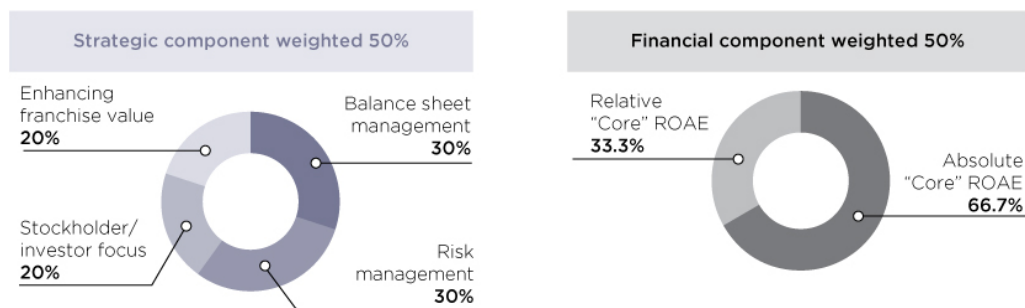 Strategic component weighted 50%
Enhancing
franchise value
20%
Balance sheet
management
30%
Stockholder/
investor focus
20%
Risk
management
30%
Financial component weighted 50%
Relative
“Core” ROAE
33.3%
Absolute
“Core” ROAE
66.7%